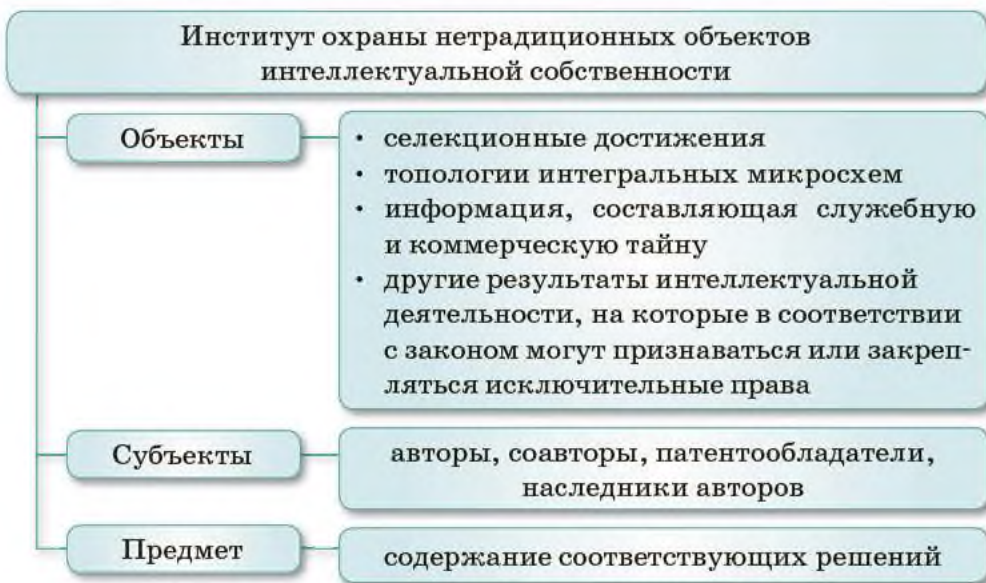 Институт охраны нетрадиционных объектов
интеллектуальной собственности
Объекты
• селекционные достижения
• топологии интегральных микросхем
• информация, составляющая служебную
и коммерческую тайну
• другие результаты интеллектуальной
деятельности, на которые в соответствии
с законом могут признаваться или закреп-
ляться исключительные права
Субъекты
авторы, соавторы, патентообладатели,
наследники авторов
Предмет
содержание соответствующих решений